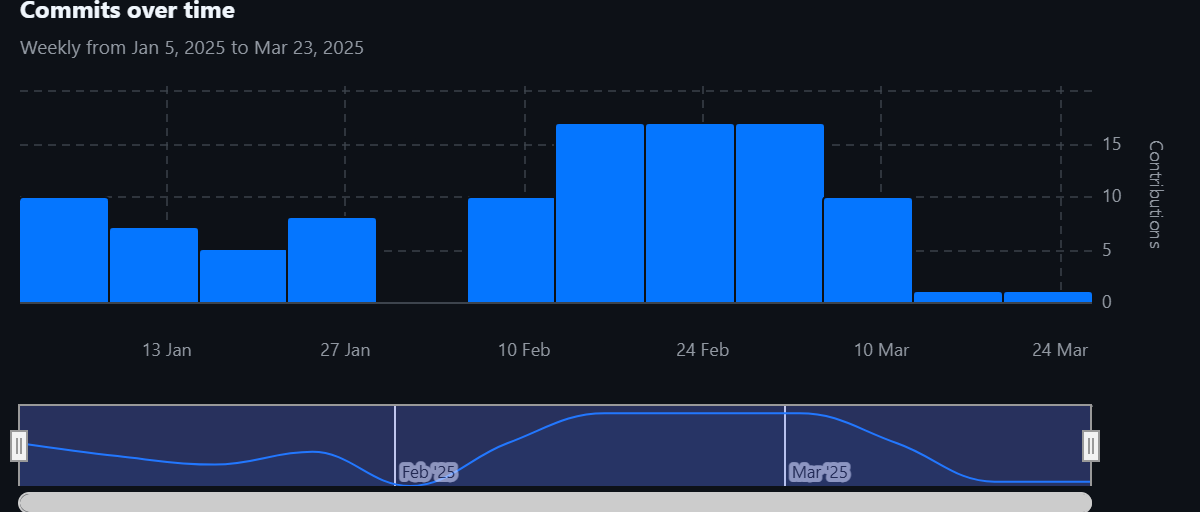 Commits over time
Weekly from Jan 5, 2025 to Mar 23, 2025
15
10
5
0
Contributions
13 Jan
27 Jan
10 Feb
24 Feb
10 Mar
24 Mar
Feb '25
Mar '25